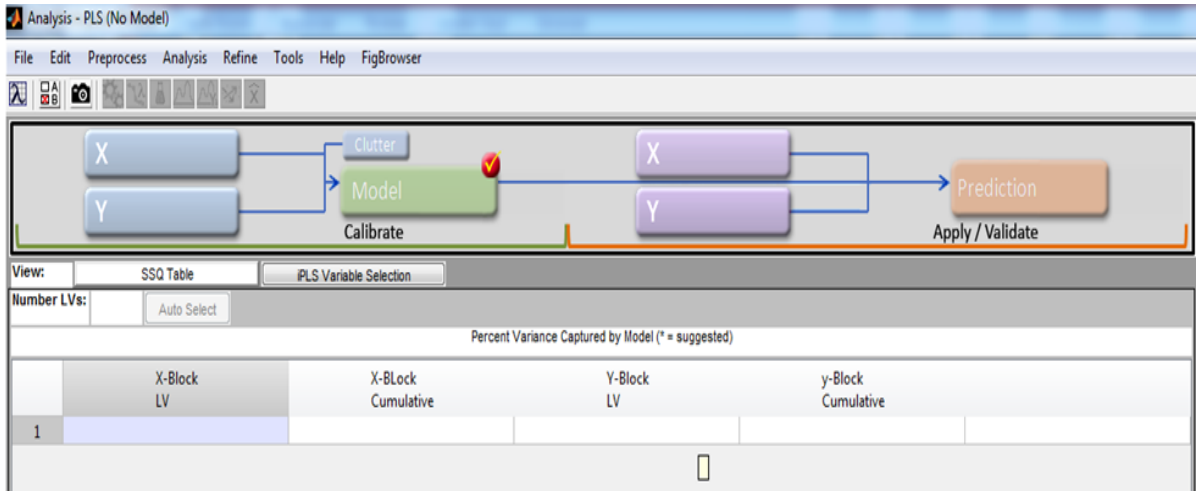 Analysis - PLS (No Model)
File Edit Preprocess Analysis Refine Tools Help FigBrowser
X Clutter X
Model Prediction
Y Y
Calibrate Apply / Validate
View: SSQ Table iPLS Variable Selection
Number LVs: Auto Select
Percent Variance Captured by Model (* = suggested)
X-Block X-BLock Y-Block y-Block
LV Cumulative LV Cumulative
1